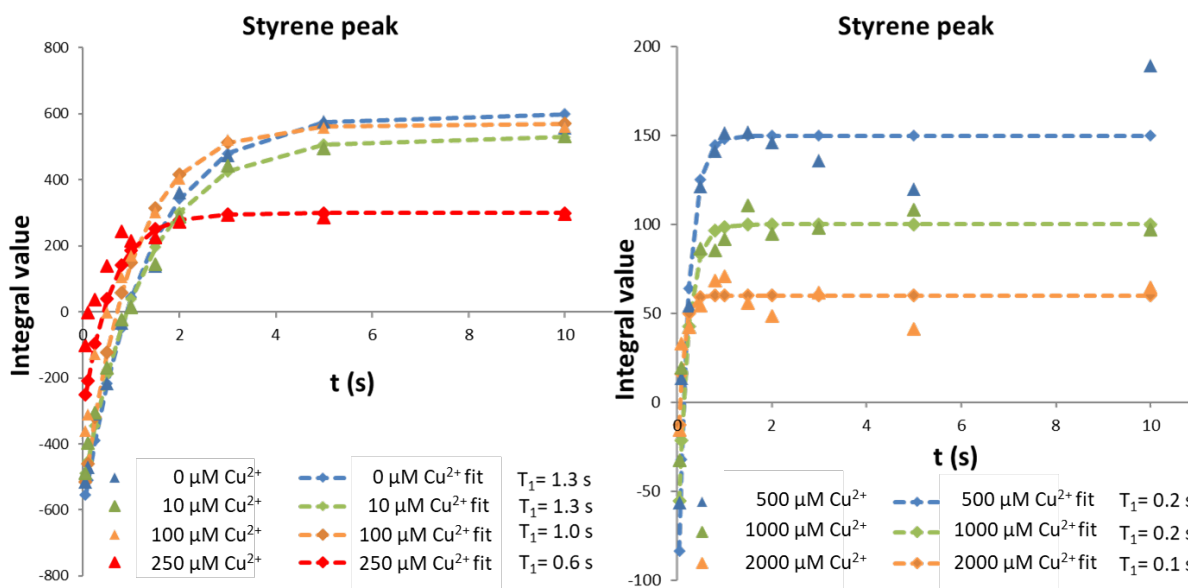 Styrene peak
800
600
400
200
0
-200
-400
-600
-800
0
2
4
6
8
10
Integral value
t (s)
0 µM Cu²⁺
0 µM Cu²⁺ fit
T₁= 1.3 s
10 µM Cu²⁺
10 µM Cu²⁺ fit
T₁= 1.3 s
100 µM Cu²⁺
100 µM Cu²⁺ fit
T₁= 1.0 s
250 µM Cu²⁺
250 µM Cu²⁺ fit
T₁= 0.6 s
Styrene peak
200
150
100
50
0
-50
-100
0
2
4
6
8
10
Integral value
t (s)
500 µM Cu²⁺
500 µM Cu²⁺ fit
T₁= 0.2 s
1000 µM Cu²⁺
1000 µM Cu²⁺ fit
T₁= 0.2 s
2000 µM Cu²⁺
2000 µM Cu²⁺ fit
T₁= 0.1 s